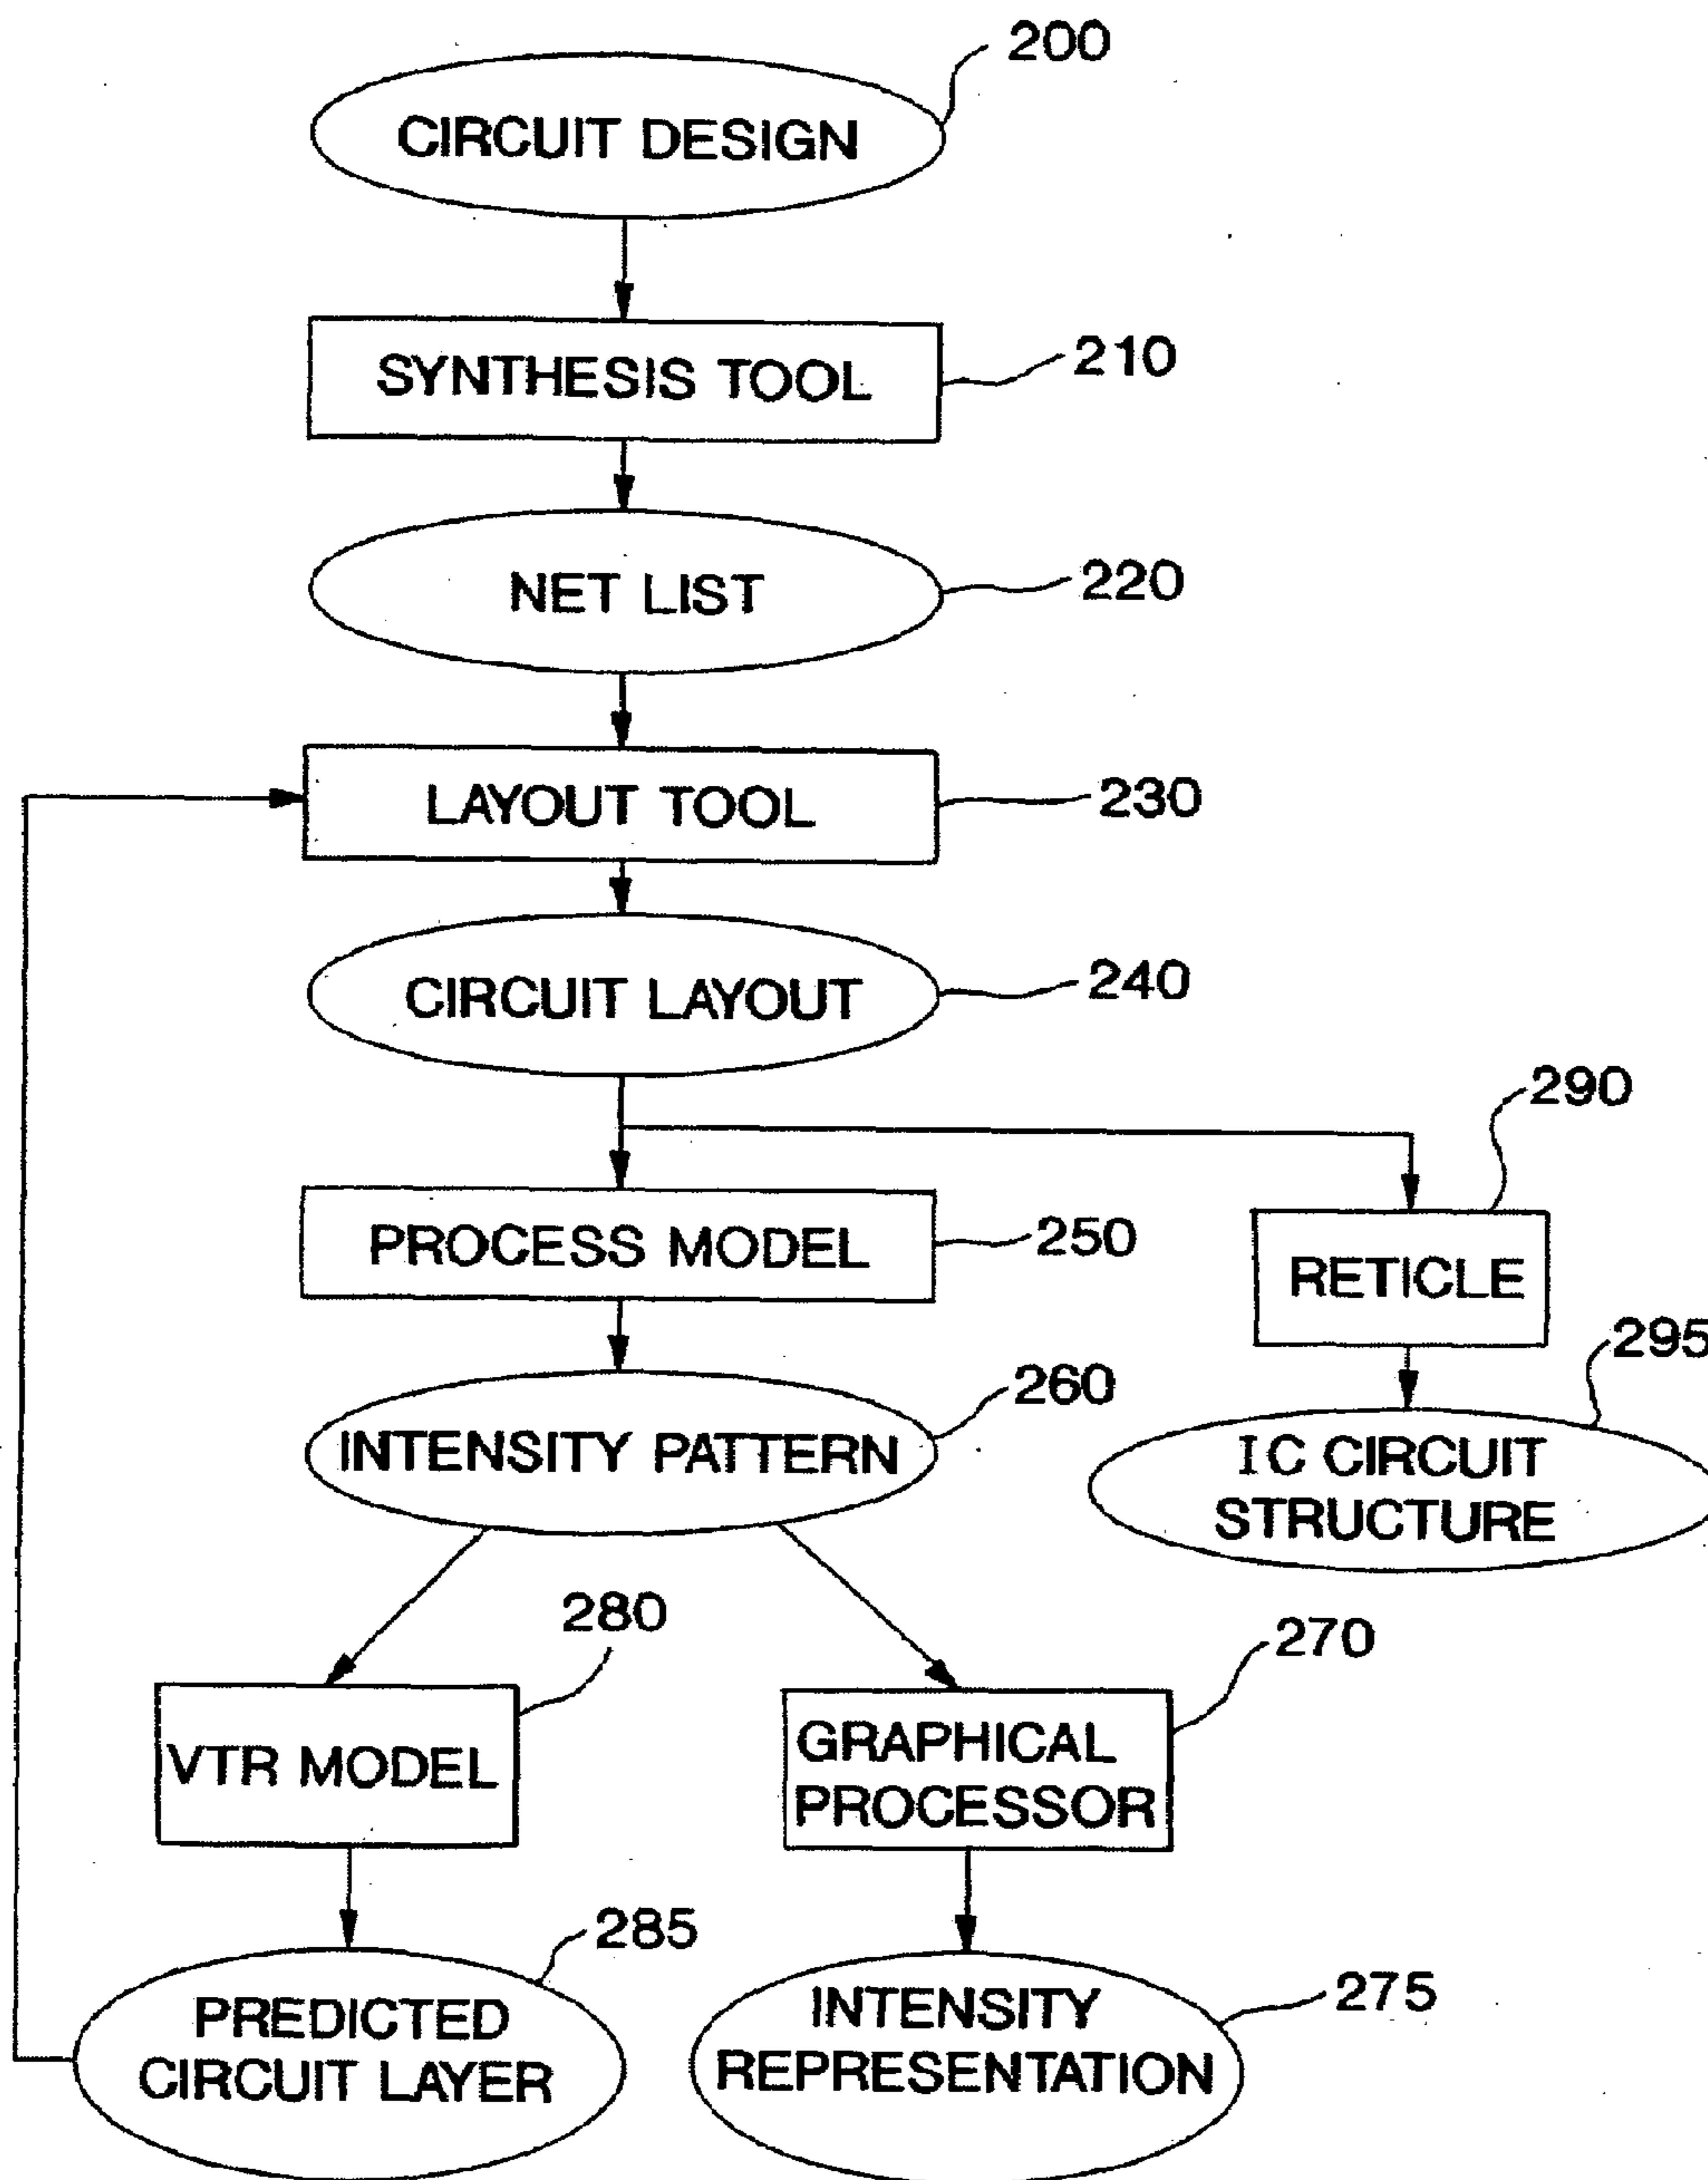 200
CIRCUIT DESIGN
SYNTHESIS TOOL
210
NET LIST
220
LAYOUT TOOL
230
CIRCUIT LAYOUT
240
290
PROCESS MODEL
250
RETICLE
295
260
INTENSITY PATTERN
IC CIRCUIT
STRUCTURE
280
270
VTR MODEL
GRAPHICAL
PROCESSOR
285
PREDICTED
CIRCUIT LAYER
275
INTENSITY
REPRESENTATION